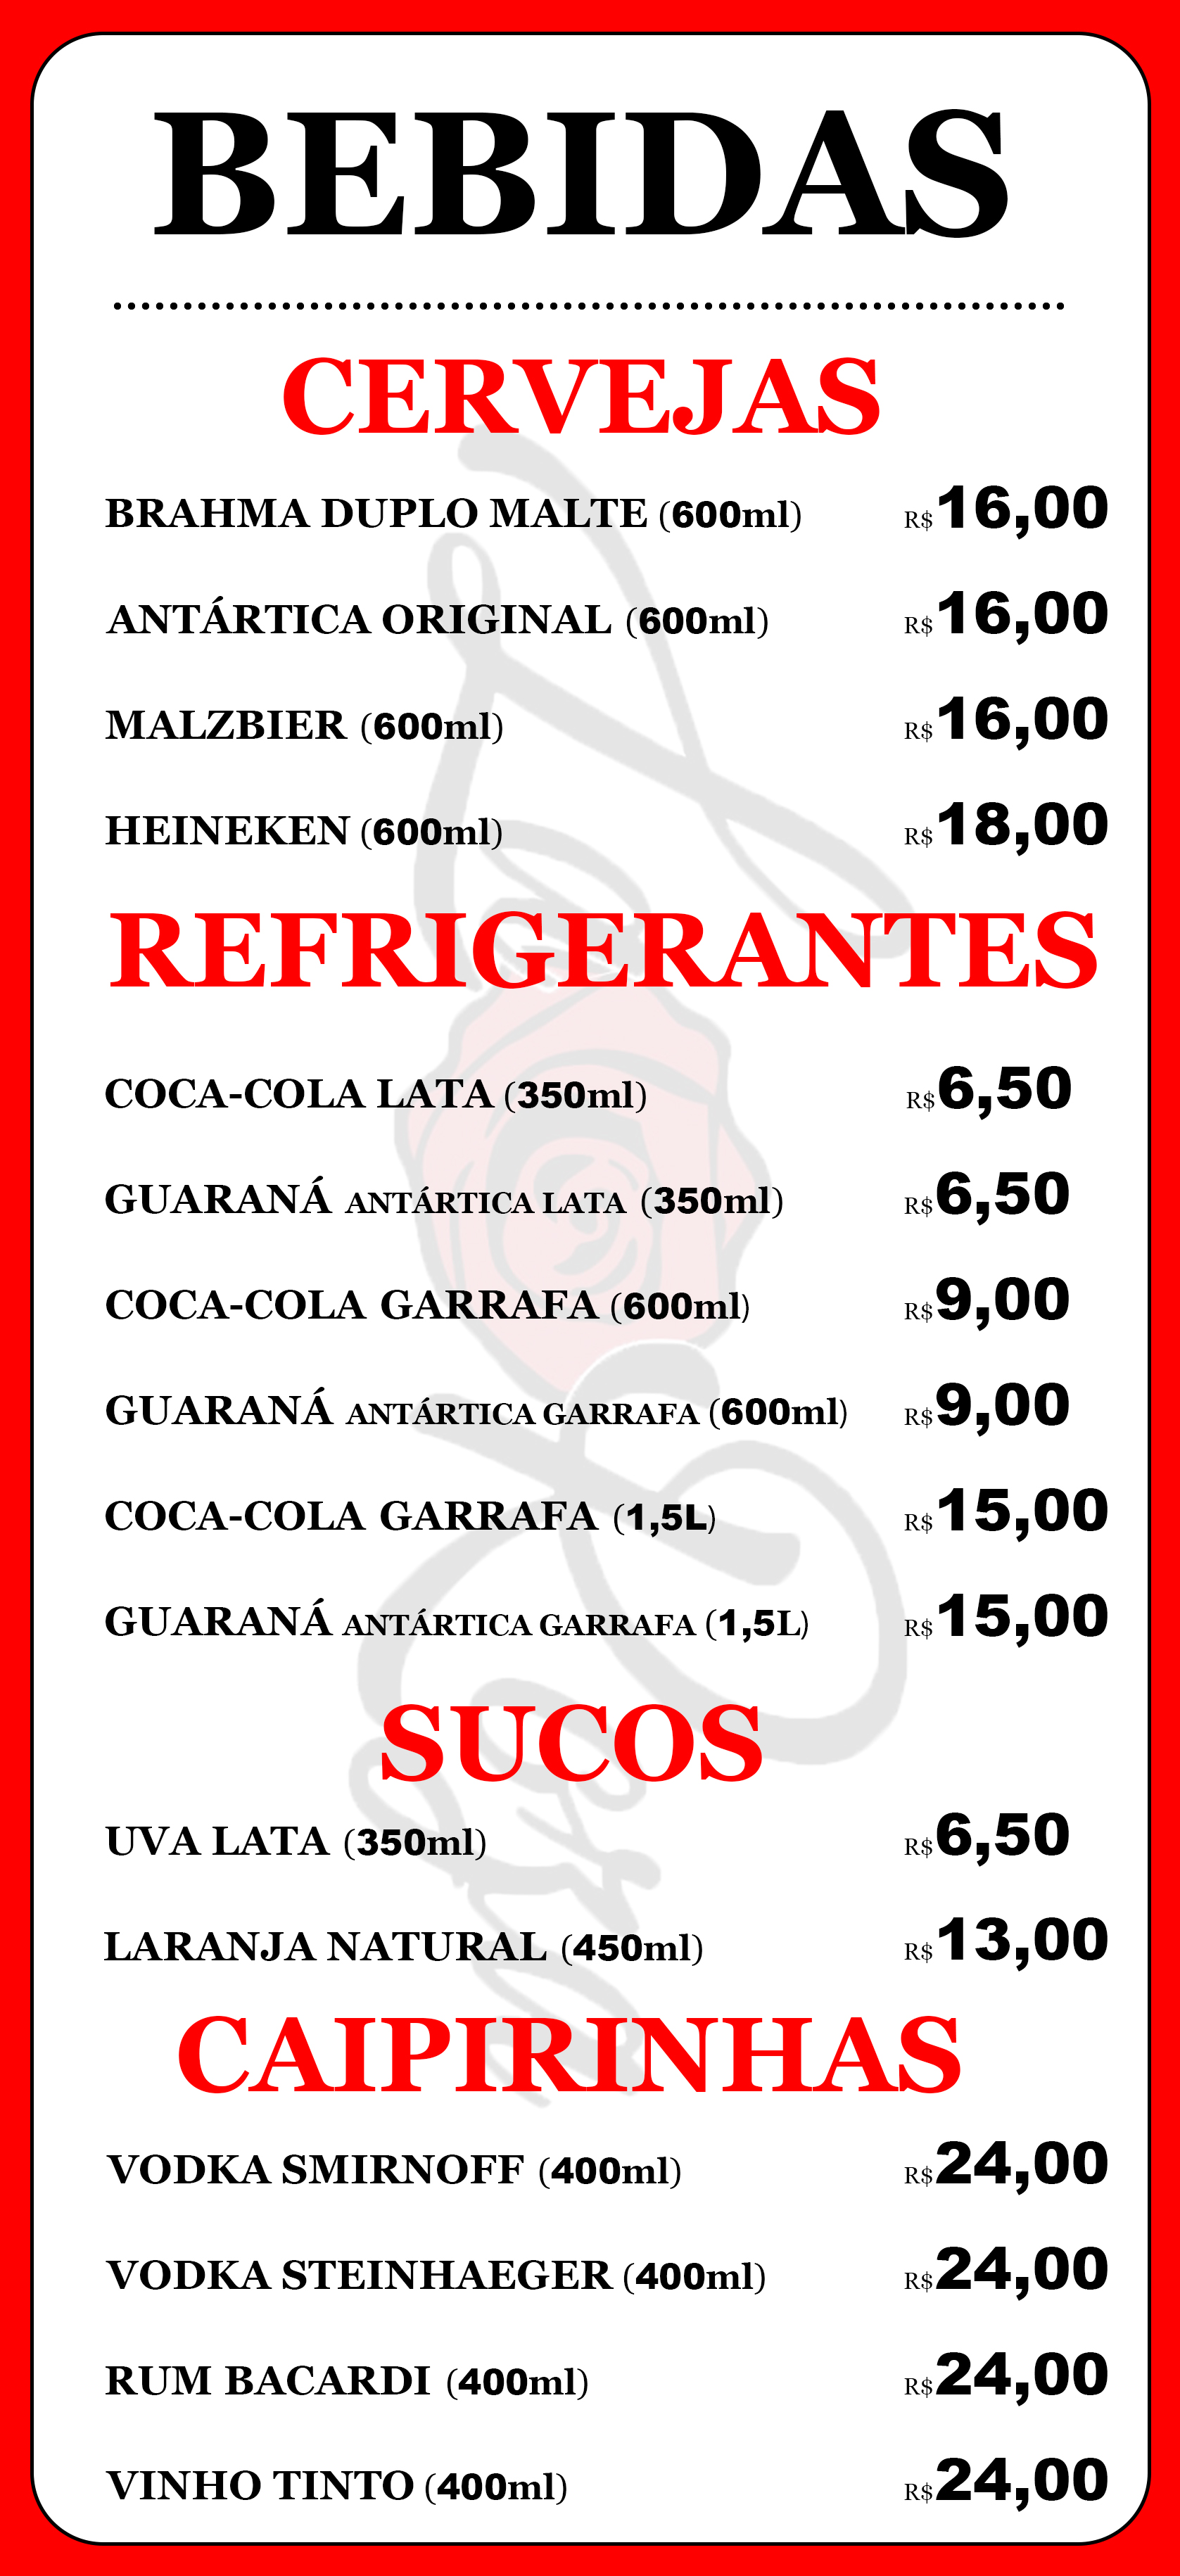 BEBIDAS
CERVEJAS
BRAHMA DUPLO MALTE (600ml) R$16,00
ANTÁRTICA ORIGINAL (600ml) R$16,00
MALZBIER (600ml) R$16,00
HEINEKEN (600ml) R$18,00
REFRIGERANTES
COCA-COLA LATA (350ml) R$6,50
GUARANÁ ANTÁRTICA LATA (350ml) R$6,50
COCA-COLA GARRAFA (600ml) R$9,00
GUARANÁ ANTÁRTICA GARRAFA (600ml) R$9,00
COCA-COLA GARRAFA (1,5L) R$15,00
GUARANÁ ANTÁRTICA GARRAFA (1,5L) R$15,00
SUCOS
UVA LATA (350ml) R$6,50
LARANJA NATURAL (450ml) R$13,00
CAIPIRINHAS
VODKA SMIRNOFF (400ml) R$24,00
VODKA STEINHAEGER (400ml) R$24,00
RUM BACARDI (400ml) R$24,00
VINHO TINTO (400ml) R$24,00